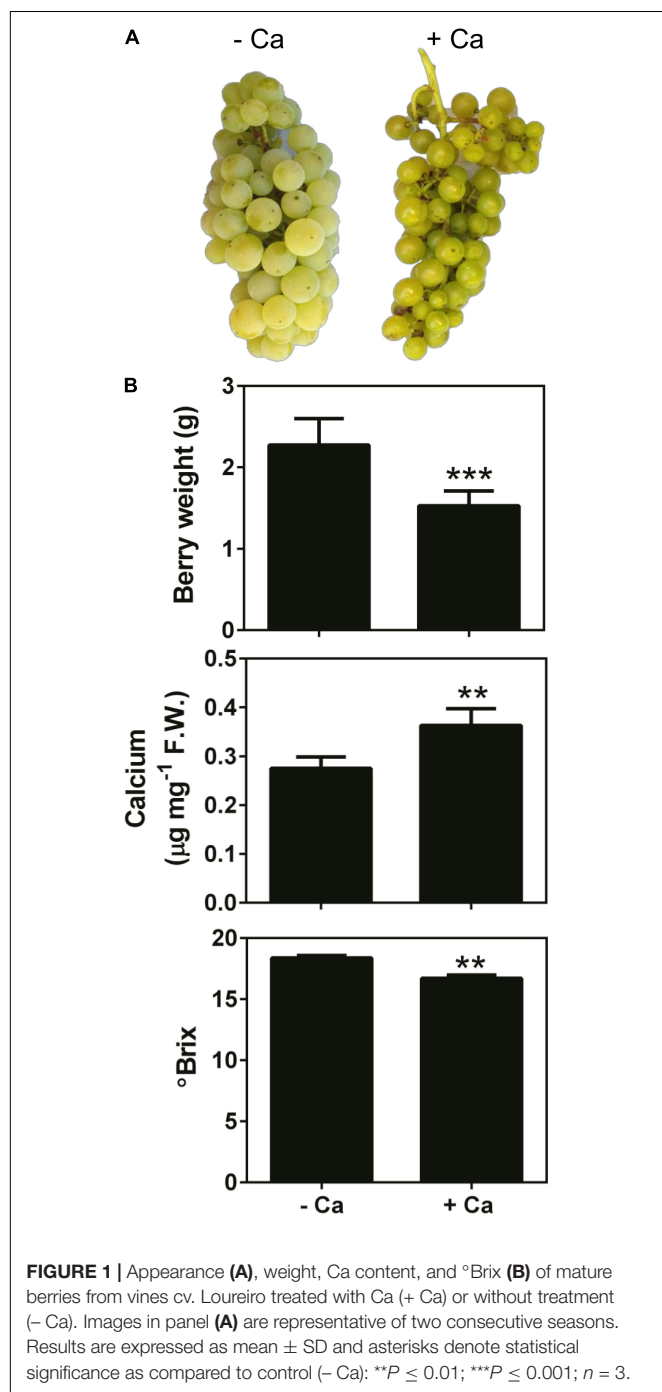 A
- Ca
+ Ca
B
Berry weight (g)
3
2
1
0
***
Calcium
(µg mg⁻¹ F.W.)
0.5
0.4
0.3
0.2
0.1
0.0
**
°Brix
20
15
10
5
0
**
- Ca
+ Ca
FIGURE 1 | Appearance (A), weight, Ca content, and °Brix (B) of mature
berries from vines cv. Loureiro treated with Ca (+ Ca) or without treatment
(– Ca). Images in panel (A) are representative of two consecutive seasons.
Results are expressed as mean ± SD and asterisks denote statistical
significance as compared to control (– Ca): **P ≤ 0.01; ***P ≤ 0.001; n = 3.